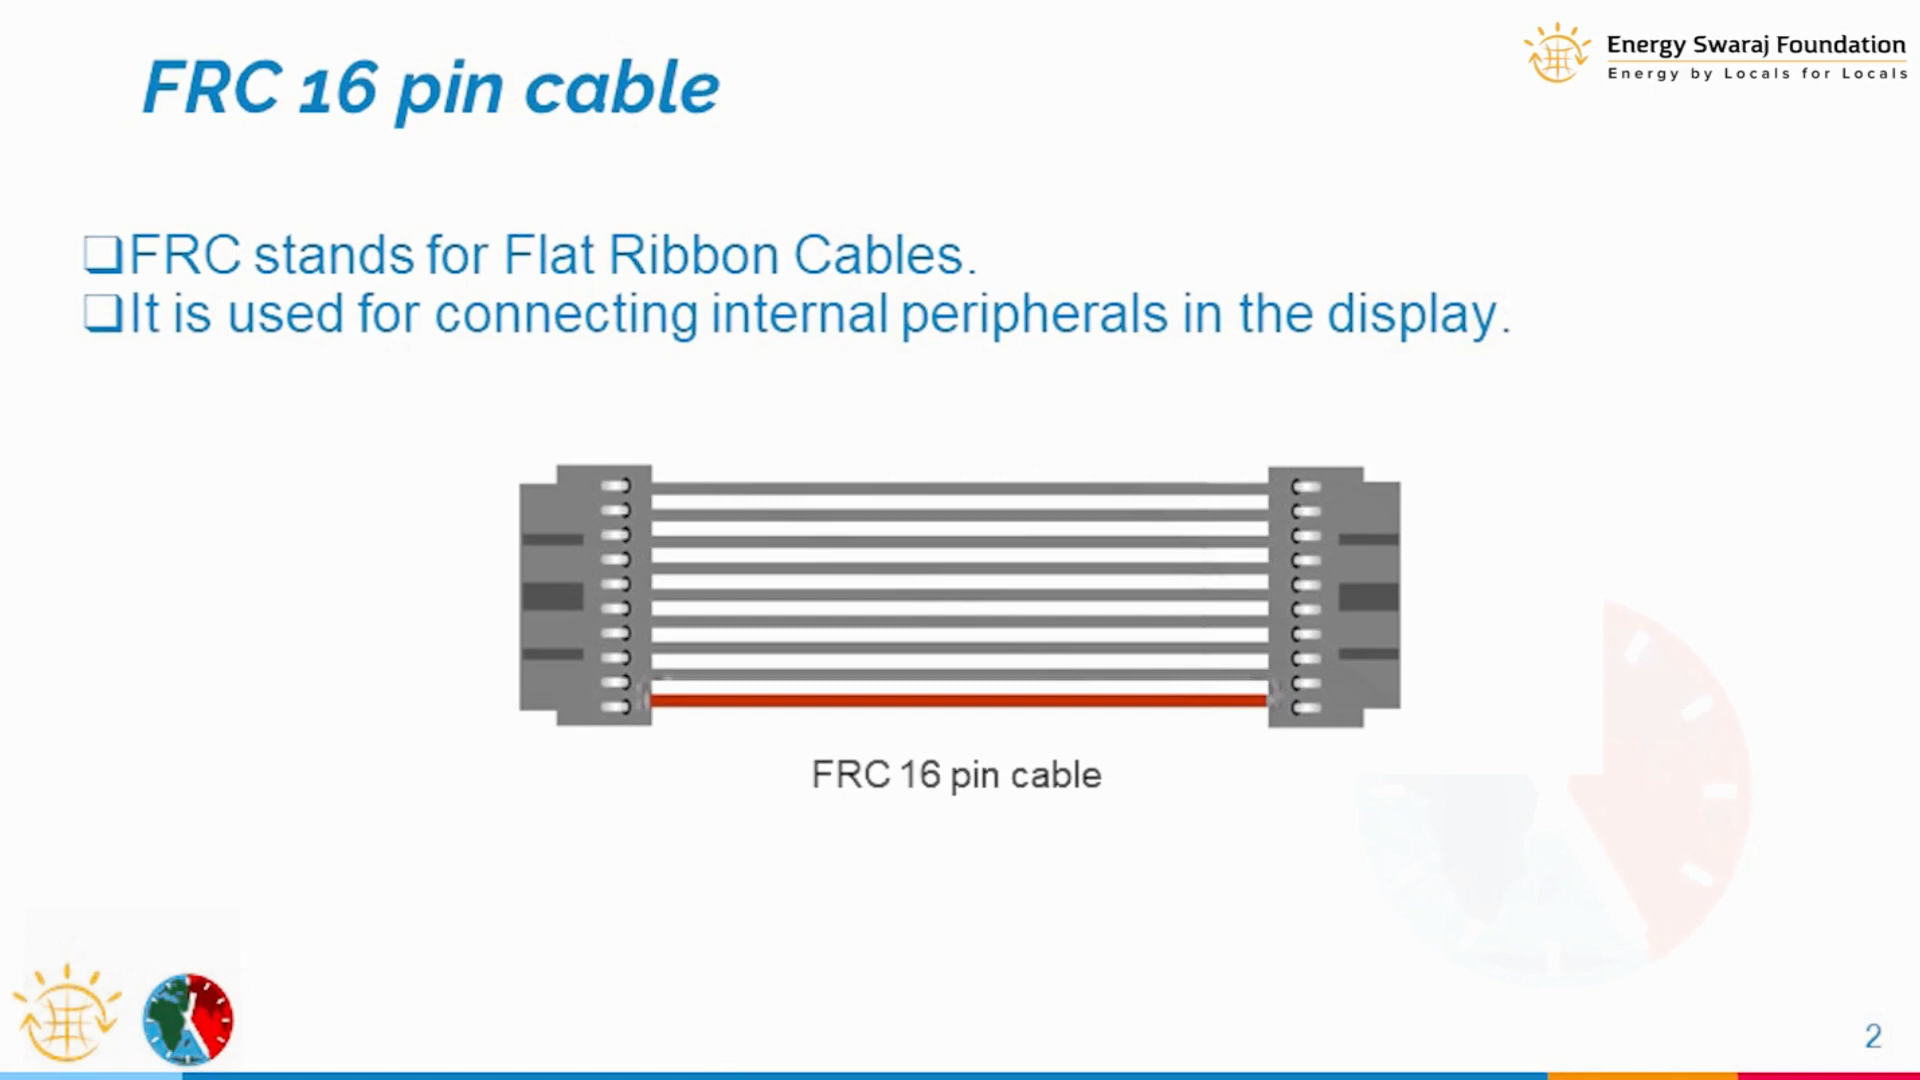 FRC 16 pin cable
Energy Swaraj Foundation
Energy by Locals for Locals
❑FRC stands for Flat Ribbon Cables.
❑It is used for connecting internal peripherals in the display.
FRC 16 pin cable
2